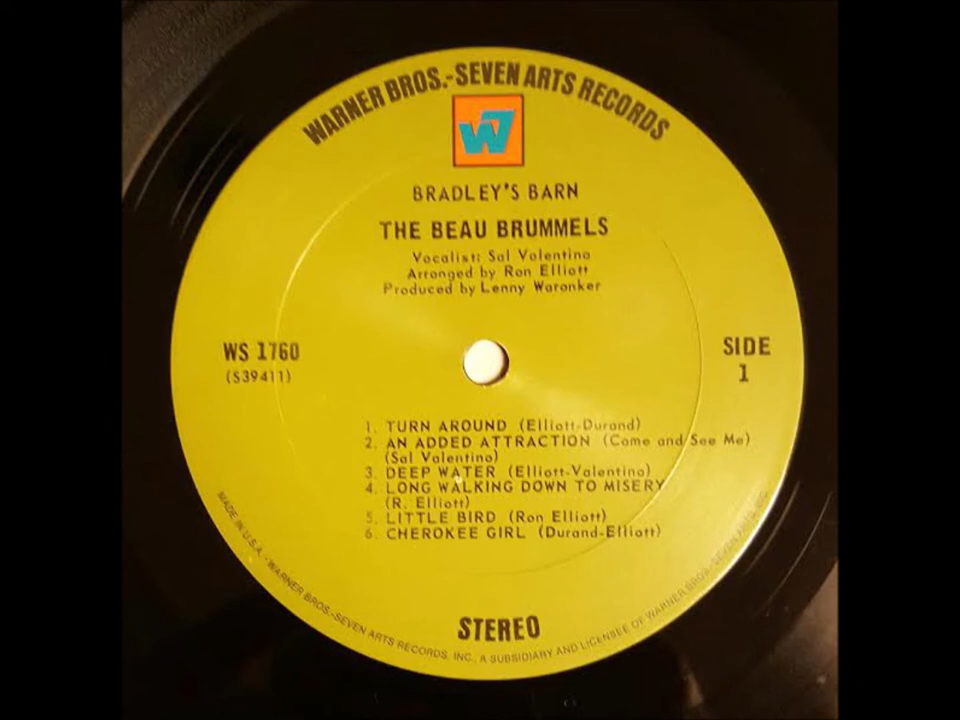 WARNER BROS.-SEVEN ARTS RECORDS
W7
BRADLEY'S BARN
THE BEAU BRUMMELS
Vocalist: Sal Valentino
Arranged by Ron Elliott
Produced by Lenny Waronker
WS 1760
(S39411)
SIDE
1
1. TURN AROUND (Elliott-Durand)
2. AN ADDED ATTRACTION (Come and See Me)
(Sal Valentino)
3. DEEP WATER (Elliott-Valentino)
4. LONG WALKING DOWN TO MISERY
(R. Elliott)
5. LITTLE BIRD (Ron Elliott)
6. CHEROKEE GIRL (Durand-Elliott)
STEREO
MADE IN U.S.A. - WARNER BROS.-SEVEN ARTS RECORDS, INC., A SUBSIDIARY AND LICENSEE OF WARNER BROS.-SEVEN ARTS, INC.